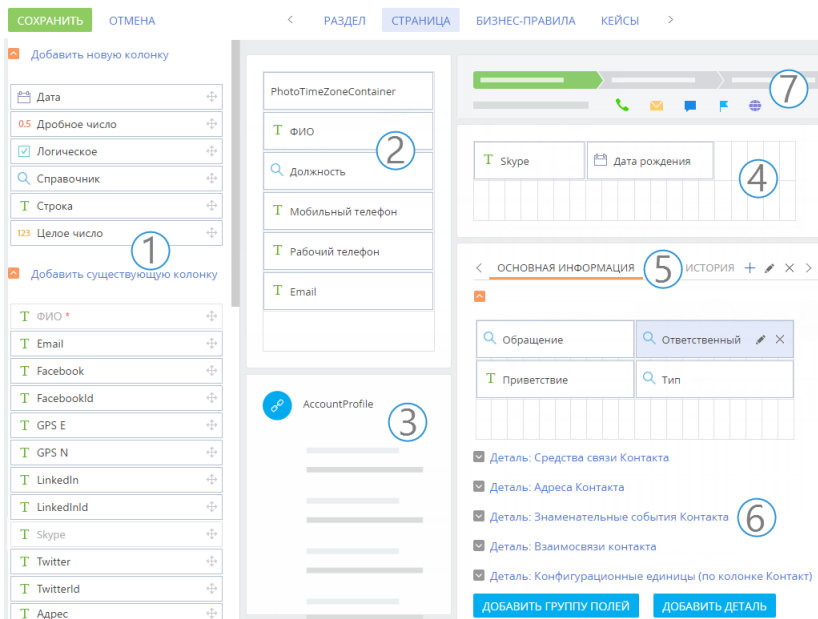 СОХРАНИТЬ ОТМЕНА РАЗДЕЛ СТРАНИЦА БИЗНЕС-ПРАВИЛА КЕЙСЫ
Добавить новую колонку
Дата
0.5 Дробное число
Логическое
Справочник
T Строка
123 Целое число
1
Добавить существующую колонку
T ФИО *
T Email
T Facebook
T FacebookId
T GPS E
T GPS N
T LinkedIn
T LinkedInId
T Skype
T Twitter
T TwitterId
T Адрес
PhotoTimeZoneContainer
T ФИО
2
Должность
T Мобильный телефон
T Рабочий телефон
T Email
AccountProfile
3
7
T Skype Дата рождения
4
ОСНОВНАЯ ИНФОРМАЦИЯ 5 ИСТОРИЯ
Обращение Ответственный
T Приветствие Тип
Деталь: Средства связи Контакта
Деталь: Адреса Контакта
Деталь: Знаменательные события Контакта 6
Деталь: Взаимосвязи контакта
Деталь: Конфигурационные единицы (по колонке Контакт)
ДОБАВИТЬ ГРУППУ ПОЛЕЙ ДОБАВИТЬ ДЕТАЛЬ